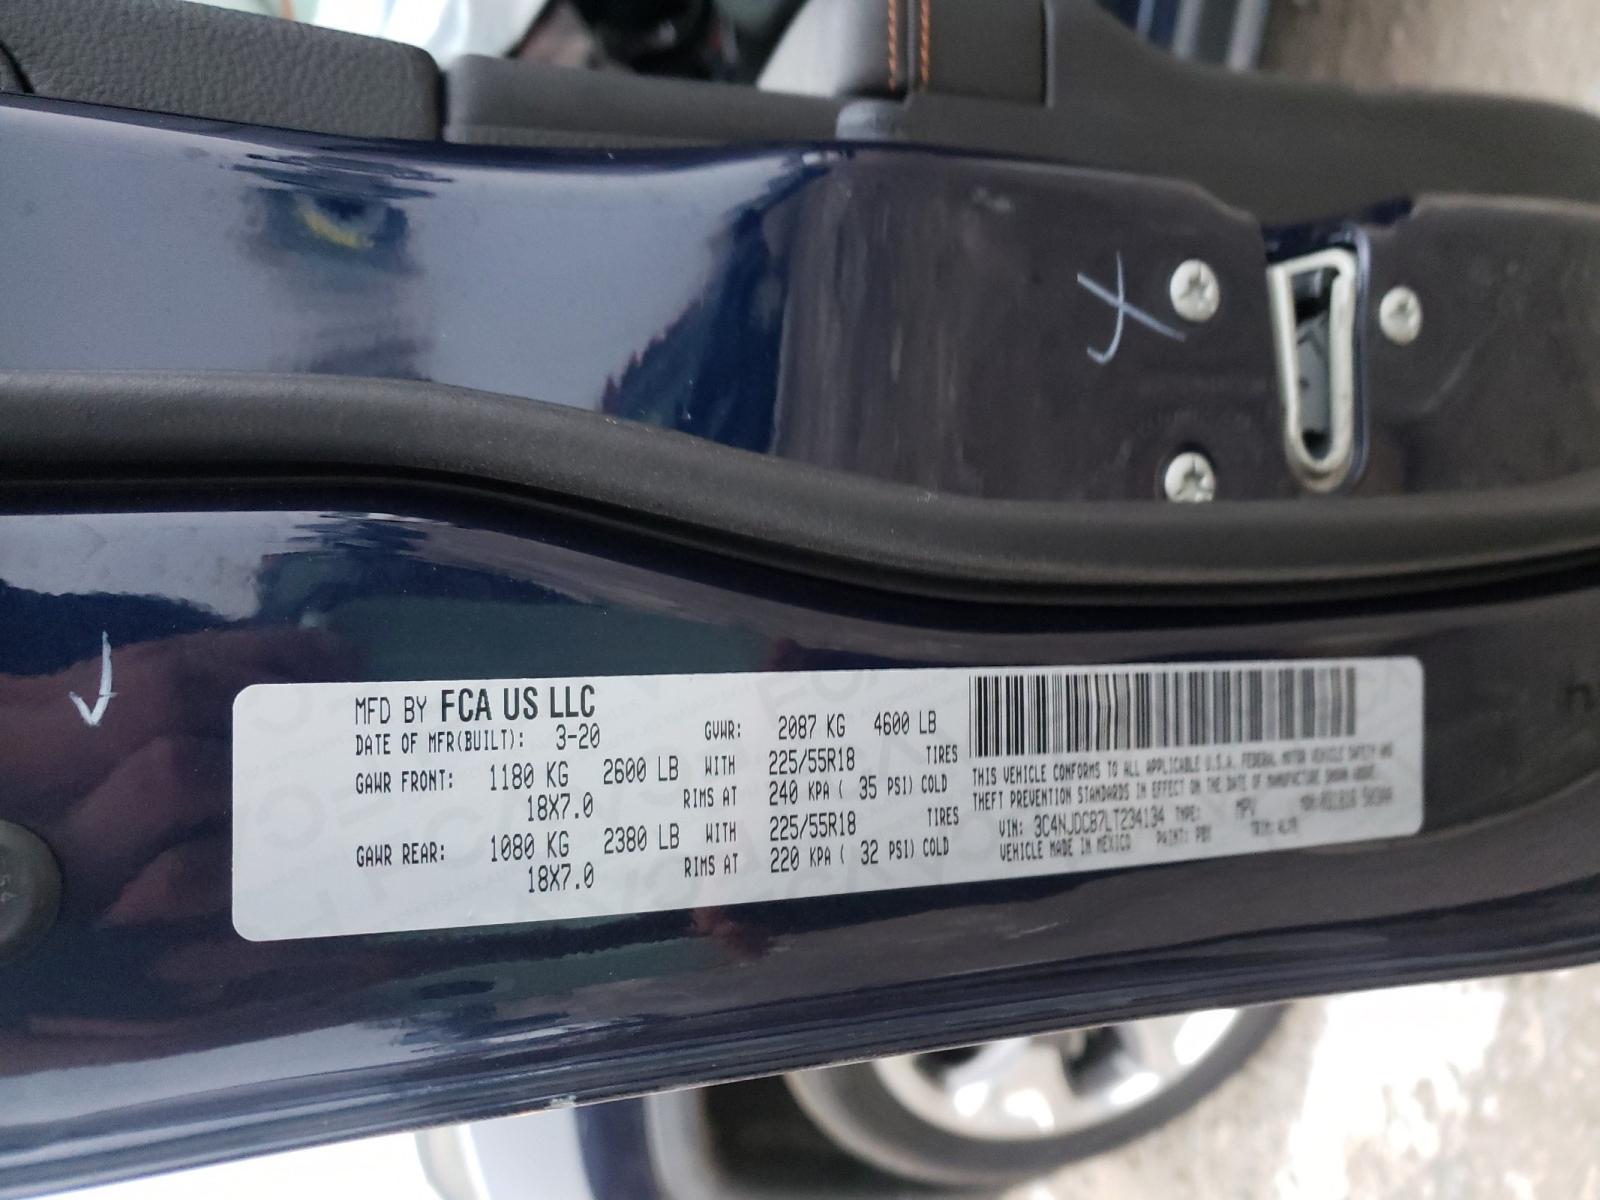 MFD BY FCA US LLC
DATE OF MFR(BUILT): 3-20 GVWR: 2087 KG 4600 LB
GAWR FRONT: 1180 KG 2600 LB WITH 225/55R18 TIRES
18X7.0 RIMS AT 240 KPA ( 35 PSI) COLD
GAWR REAR: 1080 KG 2380 LB WITH 225/55R18 TIRES
18X7.0 RIMS AT 220 KPA ( 32 PSI) COLD
THIS VEHICLE CONFORMS TO ALL APPLICABLE U.S.A. FEDERAL MOTOR VEHICLE SAFETY AND
THEFT PREVENTION STANDARDS IN EFFECT ON THE DATE OF MANUFACTURE SHOWN ABOVE.
VIN: 3C4NJDCB7LT234134 TYPE: MPV
VEHICLE MADE IN MEXICO PAINT: PBX TRIM: